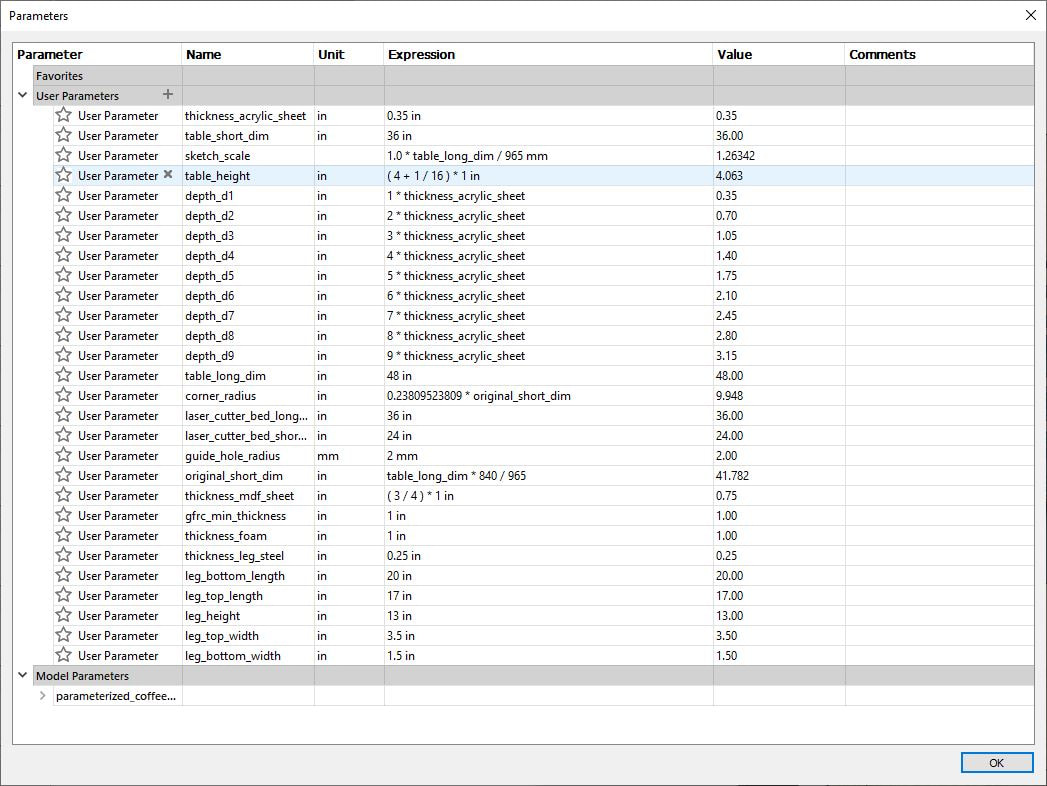 Parameters
Parameter Name Unit Expression Value Comments
Favorites
User Parameters +
User Parameter thickness_acrylic_sheet in 0.35 in 0.35
User Parameter table_short_dim in 36 in 36.00
User Parameter sketch_scale 1.0 * table_long_dim / 965 mm 1.26342
User Parameter table_height in ( 4 + 1 / 16 ) * 1 in 4.063
User Parameter depth_d1 in 1 * thickness_acrylic_sheet 0.35
User Parameter depth_d2 in 2 * thickness_acrylic_sheet 0.70
User Parameter depth_d3 in 3 * thickness_acrylic_sheet 1.05
User Parameter depth_d4 in 4 * thickness_acrylic_sheet 1.40
User Parameter depth_d5 in 5 * thickness_acrylic_sheet 1.75
User Parameter depth_d6 in 6 * thickness_acrylic_sheet 2.10
User Parameter depth_d7 in 7 * thickness_acrylic_sheet 2.45
User Parameter depth_d8 in 8 * thickness_acrylic_sheet 2.80
User Parameter depth_d9 in 9 * thickness_acrylic_sheet 3.15
User Parameter table_long_dim in 48 in 48.00
User Parameter corner_radius in 0.23809523809 * original_short_dim 9.948
User Parameter laser_cutter_bed_long... in 36 in 36.00
User Parameter laser_cutter_bed_shor... in 24 in 24.00
User Parameter guide_hole_radius mm 2 mm 2.00
User Parameter original_short_dim in table_long_dim * 840 / 965 41.782
User Parameter thickness_mdf_sheet in ( 3 / 4 ) * 1 in 0.75
User Parameter gfrc_min_thickness in 1 in 1.00
User Parameter thickness_foam in 1 in 1.00
User Parameter thickness_leg_steel in 0.25 in 0.25
User Parameter leg_bottom_length in 20 in 20.00
User Parameter leg_top_length in 17 in 17.00
User Parameter leg_height in 13 in 13.00
User Parameter leg_top_width in 3.5 in 3.50
User Parameter leg_bottom_width in 1.5 in 1.50
Model Parameters
parameterized_coffee...
OK